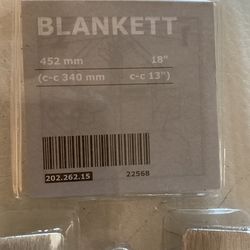 BLANKETT
452 mm 18"
(c-c 340 mm c-c 13")
202.262.15 22568